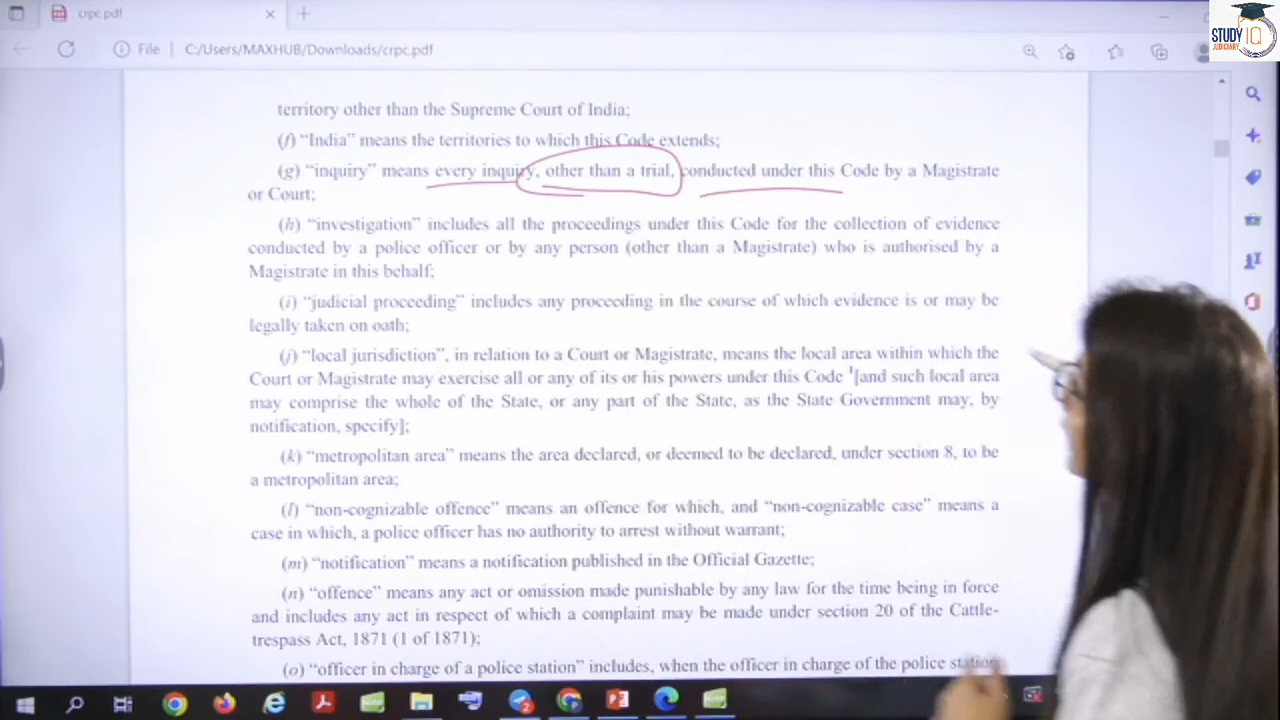 crpc.pdf
STUDY IQ
JUDICIARY
File
C:/Users/MAXHUB/Downloads/crpc.pdf
territory other than the Supreme Court of India;
(f) “India” means the territories to which this Code extends;
(g) “inquiry” means every inquiry, other than a trial, conducted under this Code by a Magistrate
or Court;
(h) “investigation” includes all the proceedings under this Code for the collection of evidence
conducted by a police officer or by any person (other than a Magistrate) who is authorised by a
Magistrate in this behalf;
(i) “judicial proceeding” includes any proceeding in the course of which evidence is or may be
legally taken on oath;
(j) “local jurisdiction”, in relation to a Court or Magistrate, means the local area within which the
Court or Magistrate may exercise all or any of its or his powers under this Code ¹[and such local area
may comprise the whole of the State, or any part of the State, as the State Government may, by
notification, specify];
(k) “metropolitan area” means the area declared, or deemed to be declared, under section 8, to be
a metropolitan area;
(l) “non-cognizable offence” means an offence for which, and “non-cognizable case” means a
case in which, a police officer has no authority to arrest without warrant;
(m) “notification” means a notification published in the Official Gazette;
(n) “offence” means any act or omission made punishable by any law for the time being in force
and includes any act in respect of which a complaint may be made under section 20 of the Cattle-
trespass Act, 1871 (1 of 1871);
(o) “officer in charge of a police station” includes, when the officer in charge of the police station